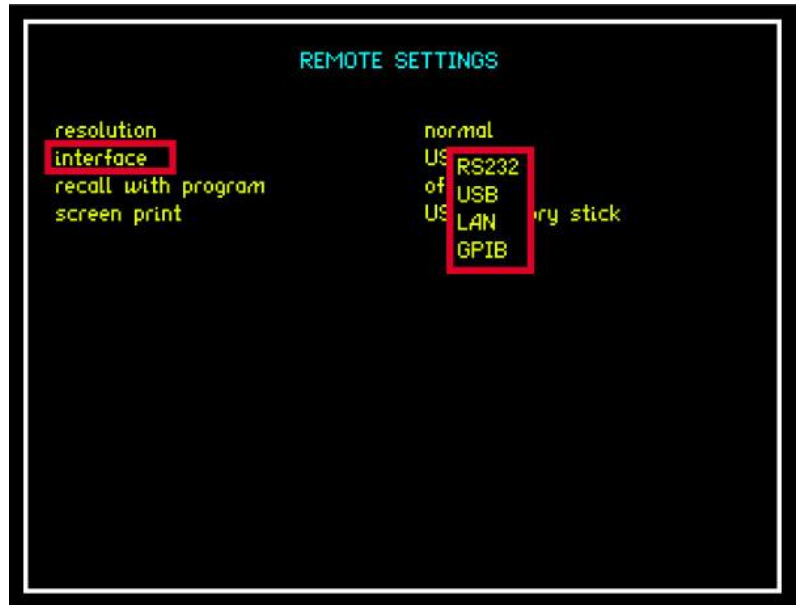 REMOTE SETTINGS
resolution normal
interface US
RS232
recall with program of
USB
screen print US ry stick
LAN
GPIB